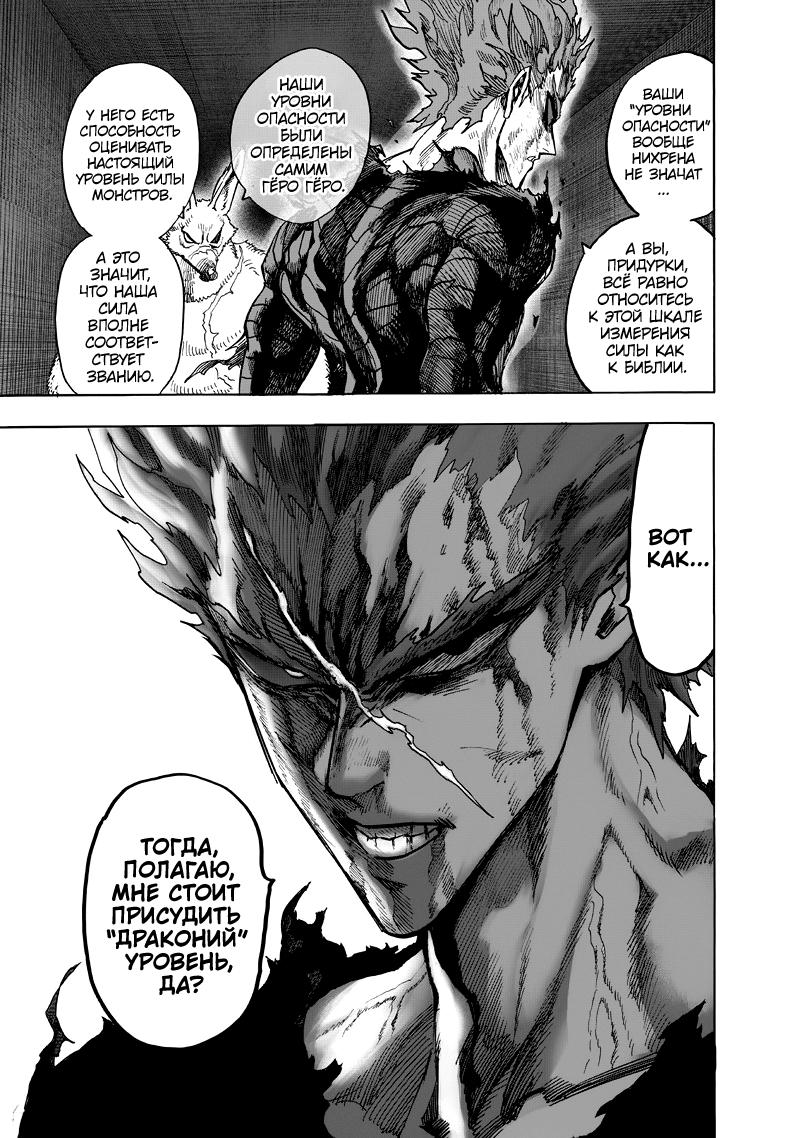 ВАШИ
"УРОВНИ
ОПАСНОСТИ"
ВООБЩЕ
НИХРЕНА
НЕ ЗНАЧАТ
...
А ВЫ,
ПРИДУРКИ,
ВСЁ РАВНО
ОТНОСИТЕСЬ
К ЭТОЙ ШКАЛЕ
ИЗМЕРЕНИЯ
СИЛЫ КАК
К БИБЛИИ.
НАШИ
УРОВНИ
ОПАСНОСТИ
БЫЛИ
ОПРЕДЕЛЕНЫ
САМИМ
ГЁРО ГЁРО.
У НЕГО ЕСТЬ
СПОСОБНОСТЬ
ОЦЕНИВАТЬ
НАСТОЯЩИЙ
УРОВЕНЬ СИЛЫ
МОНСТРОВ.
А ЭТО
ЗНАЧИТ,
ЧТО НАША
СИЛА
ВПОЛНЕ
СООТВЕТ-
СТВУЕТ
ЗВАНИЮ.
ВОТ
КАК...
ТОГДА,
ПОЛАГАЮ,
МНЕ СТОИТ
ПРИСУДИТЬ
"ДРАКОНИЙ"
УРОВЕНЬ,
ДА?